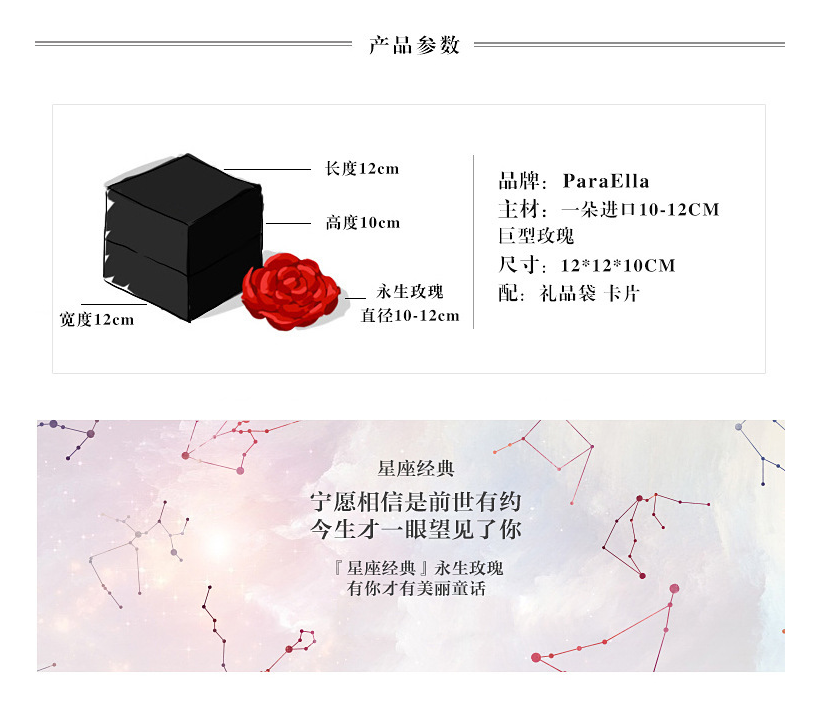 产品参数
长度12cm
高度10cm
永生玫瑰
直径10-12cm
宽度12cm
品牌：ParaElla
主材：一朵进口10-12CM
巨型玫瑰
尺寸：12*12*10CM
配：礼品袋 卡片
星座经典
宁愿相信是前世有约
今生才一眼望见了你
『星座经典』永生玫瑰
有你才有美丽童话